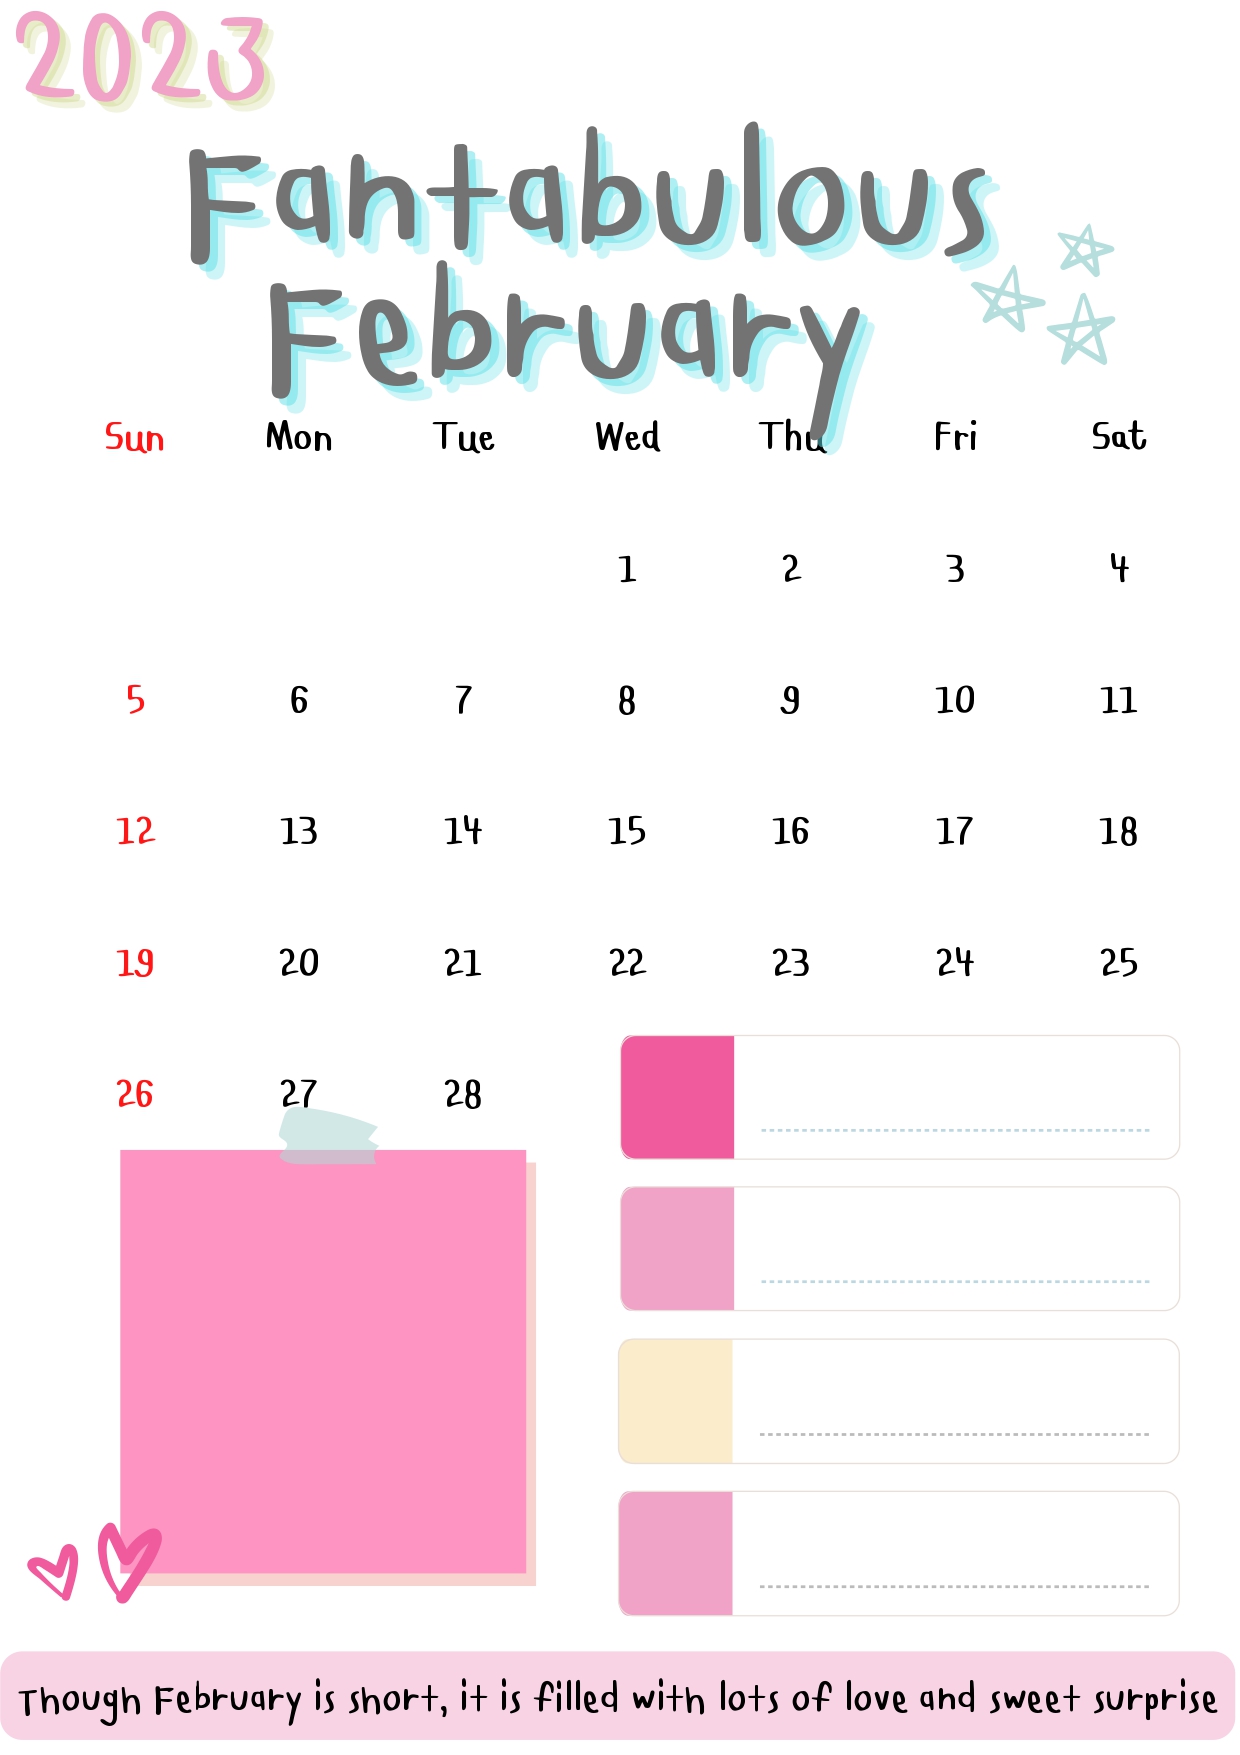 2023
Fantabulous
February
Sun Mon Tue Wed Thu Fri Sat
1 2 3 4
5 6 7 8 9 10 11
12 13 14 15 16 17 18
19 20 21 22 23 24 25
26 27 28
Though February is short, it is filled with lots of love and sweet surprise